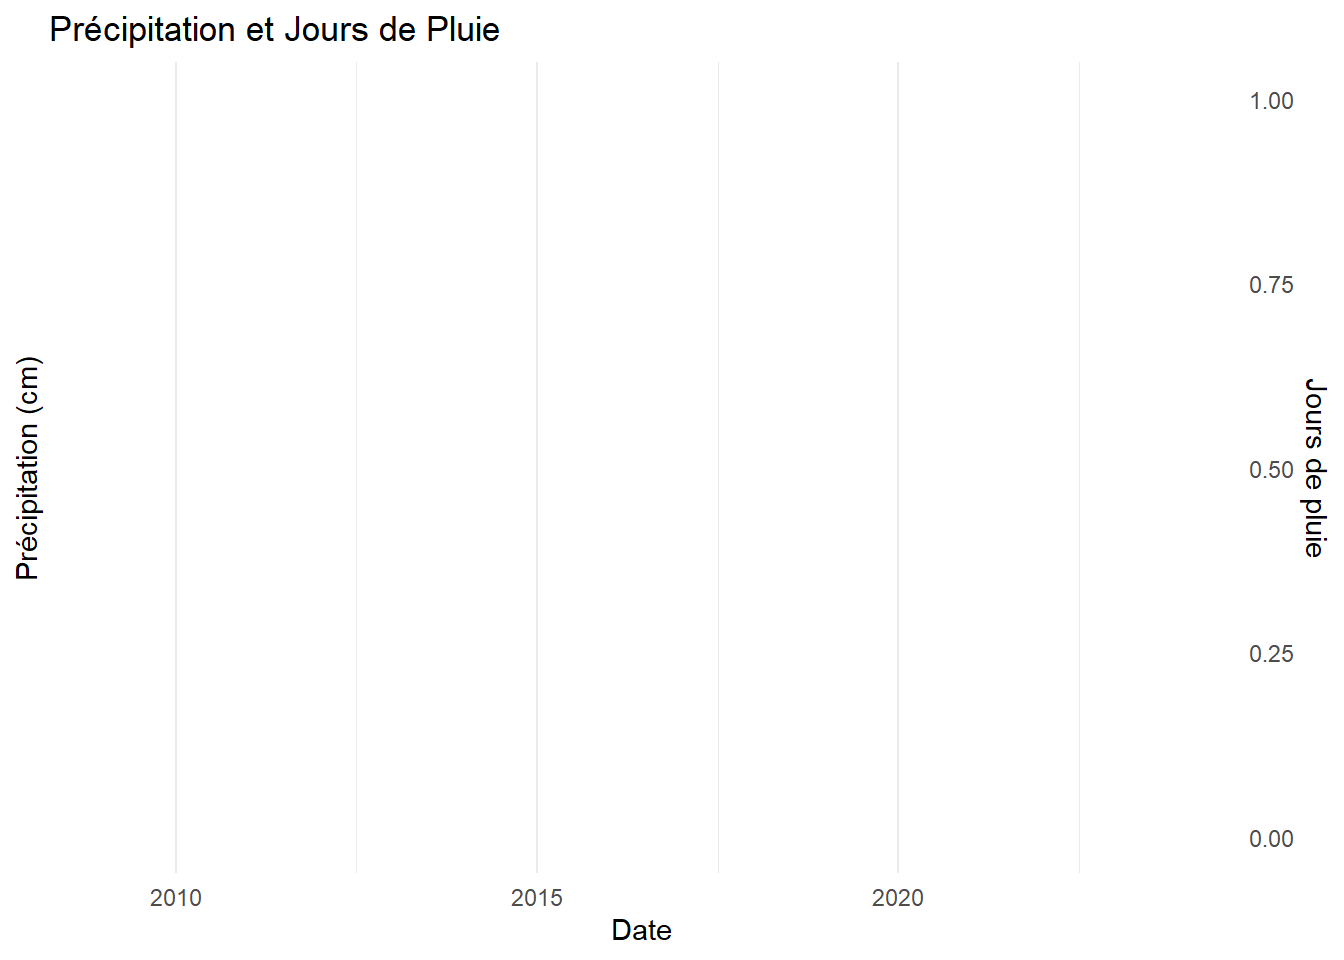 Précipitation et Jours de Pluie
Précipitation (cm)
1.00
0.75
0.50
0.25
0.00
Jours de pluie
2010
2015
2020
Date